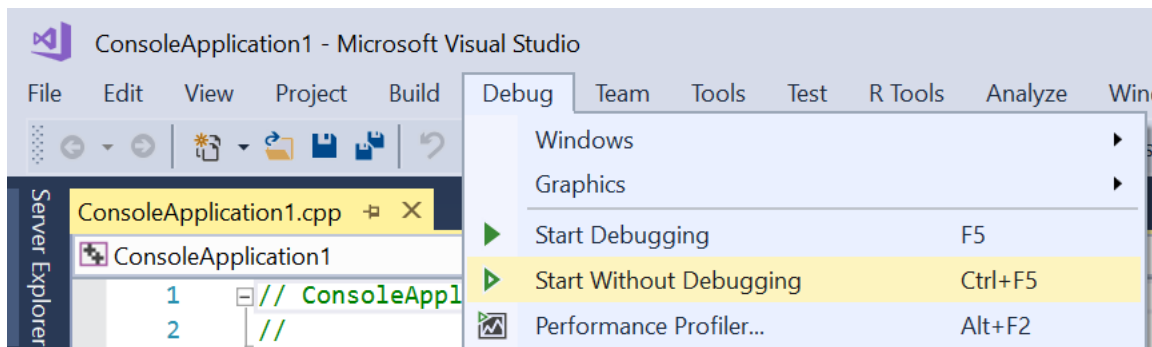 ConsoleApplication1 - Microsoft Visual Studio
File Edit View Project Build Debug Team Tools Test R Tools Analyze
Windows
Graphics
Server Explorer
ConsoleApplication1.cpp
Start Debugging F5
ConsoleApplication1
Start Without Debugging Ctrl+F5
1 // ConsoleAppl
2 //
Performance Profiler... Alt+F2